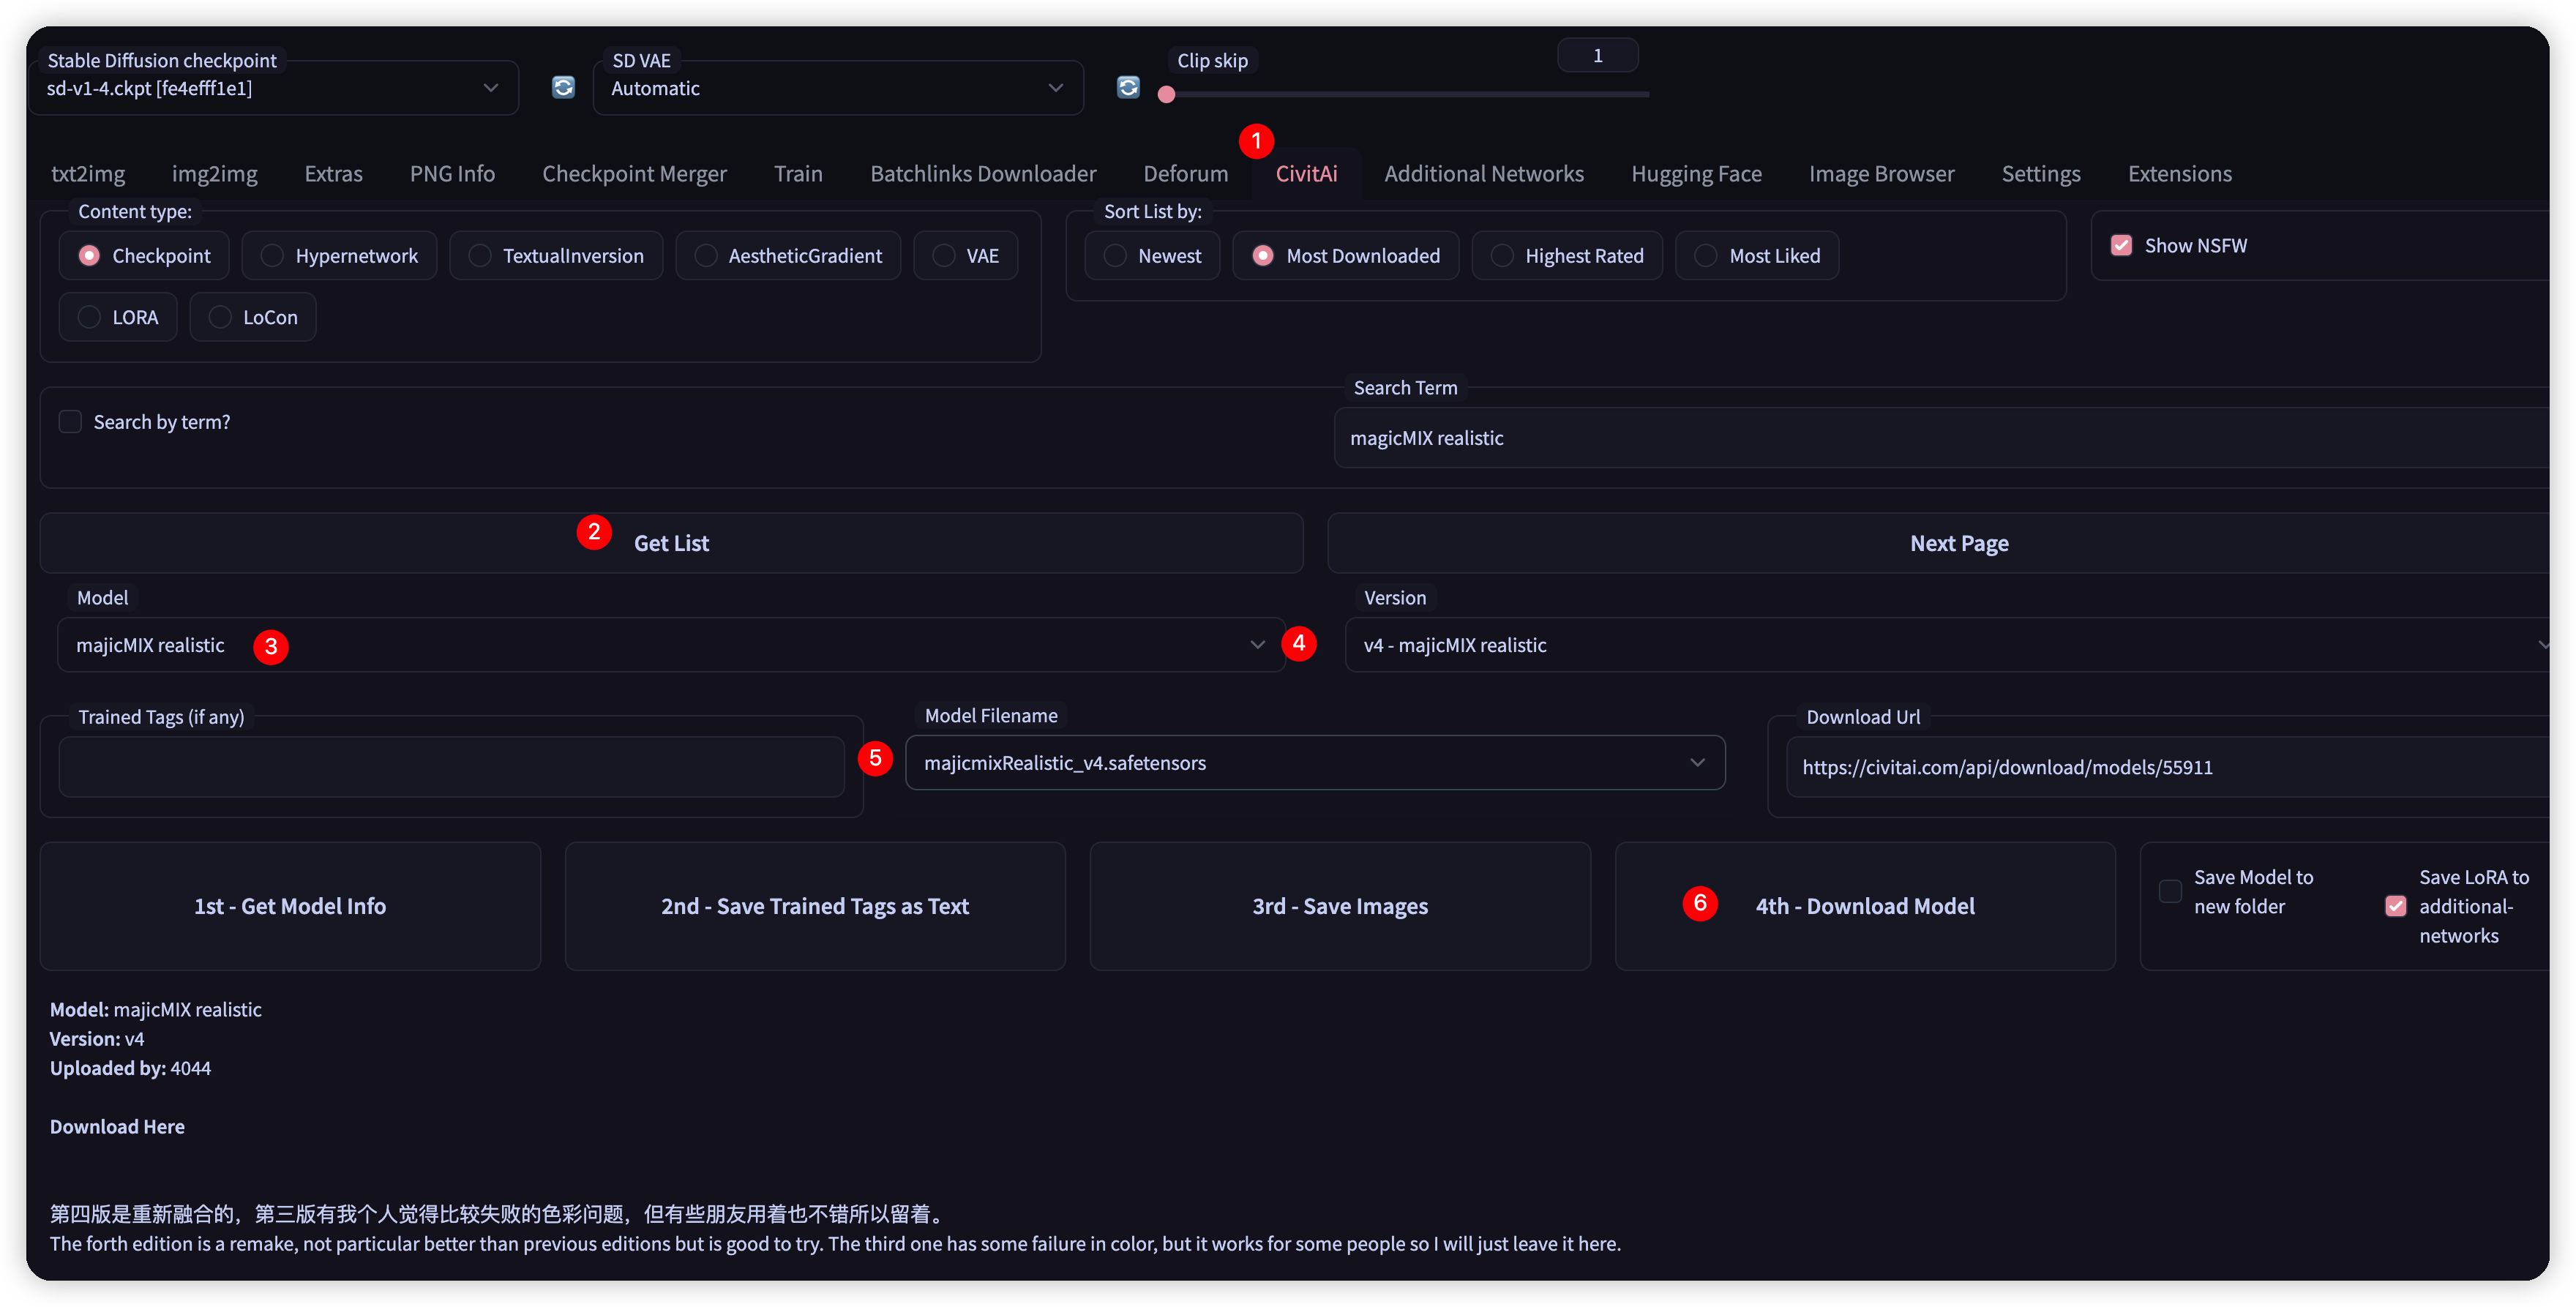 Stable Diffusion checkpoint
sd-v1-4.ckpt [fe4efff1e1]
SD VAE
Automatic
Clip skip
1
1
txt2img img2img Extras PNG Info Checkpoint Merger Train Batchlinks Downloader Deforum CivitAi Additional Networks Hugging Face Image Browser Settings Extensions
Content type:
Checkpoint Hypernetwork TextualInversion AestheticGradient VAE
LORA LoCon
Sort List by:
Newest Most Downloaded Highest Rated Most Liked
Show NSFW
Search by term?
Search Term
magicMIX realistic
2
Get List
Next Page
Model
majicMIX realistic
3
4
Version
v4 - majicMIX realistic
Trained Tags (if any)
5
Model Filename
majicmixRealistic_v4.safetensors
Download Url
https://civitai.com/api/download/models/55911
1st - Get Model Info
2nd - Save Trained Tags as Text
3rd - Save Images
6
4th - Download Model
Save Model to
new folder
Save LoRA to
additional-
networks
Model: majicMIX realistic
Version: v4
Uploaded by: 4044
Download Here
第四版是重新融合的，第三版有我个人觉得比较失败的色彩问题，但有些朋友用着也不错所以留着。
The forth edition is a remake, not particular better than previous editions but is good to try. The third one has some failure in color, but it works for some people so I will just leave it here.